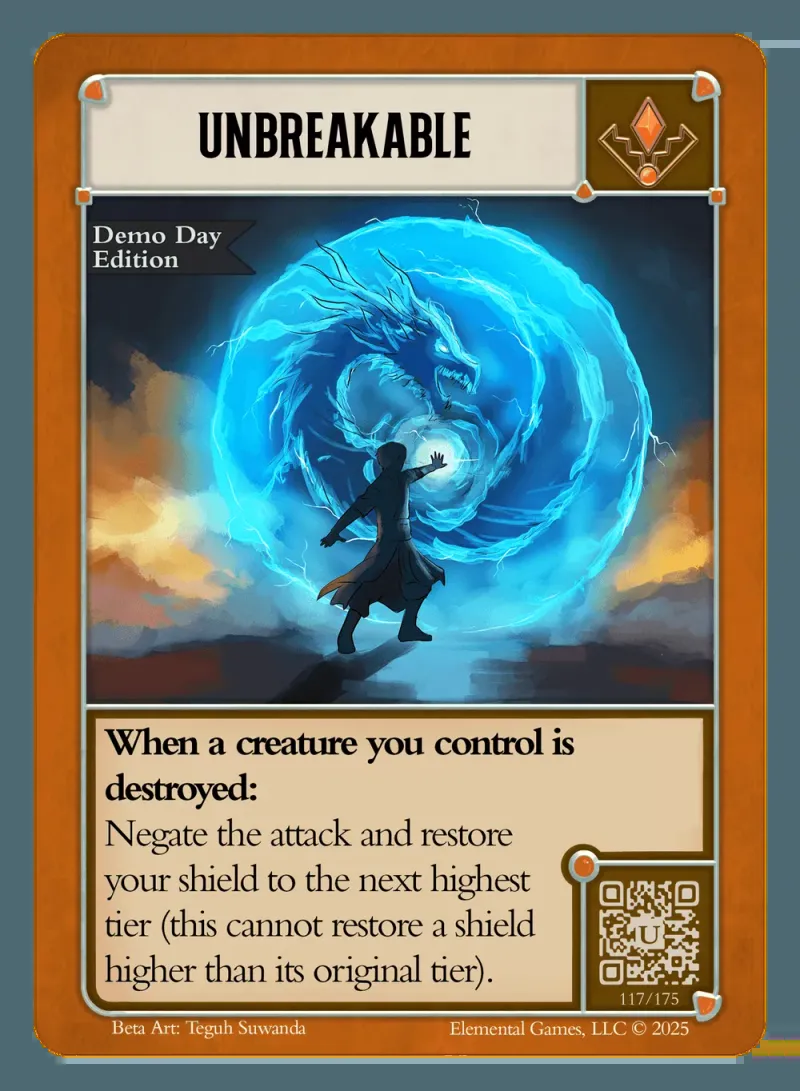 UNBREAKABLE
Demo Day
Edition
When a creature you control is
destroyed:
Negate the attack and restore
your shield to the next highest
tier (this cannot restore a shield
higher than its original tier).
U
117/175
Beta Art: Teguh Suwanda
Elemental Games, LLC © 2025